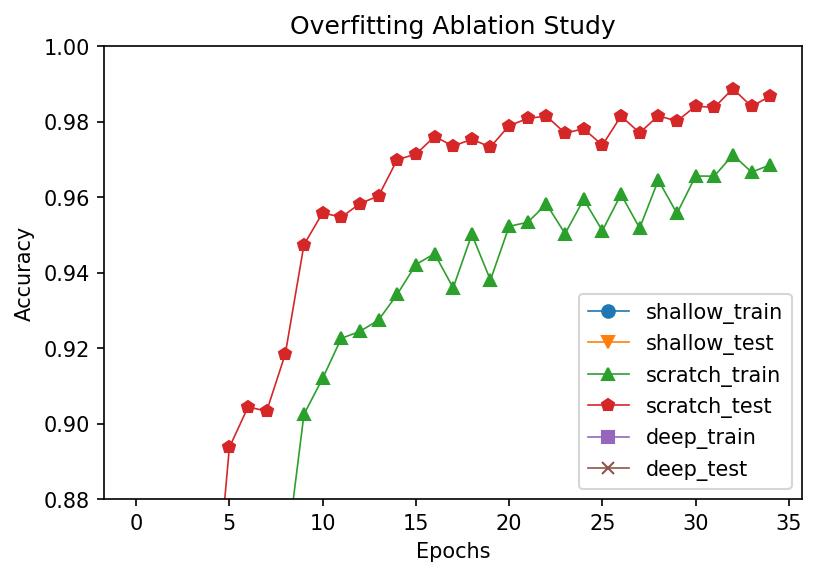 Overfitting Ablation Study
1.00
0.98
0.96
0.94
0.92
0.90
0.88
Accuracy
shallow_train
shallow_test
scratch_train
scratch_test
deep_train
deep_test
0 5 10 15 20 25 30 35
Epochs